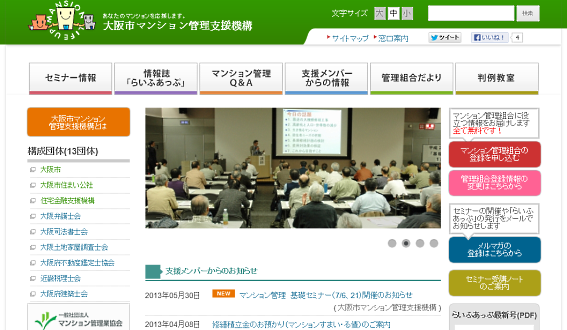 MANSION
LIFE UP
あなたのマンションを応援します。
大阪市マンション管理支援機構
文字サイズ 大 中 小
検索
サイトマップ 窓口案内
ツイート
いいね! 4
セミナー情報
情報誌
「らいふあっぷ」
マンション管理
Q&A
支援メンバー
からの情報
管理組合だより
判例教室
大阪市マンション
管理支援機構とは
構成団体(13団体)
大阪市
大阪市住まい公社
住宅金融支援機構
大阪弁護士会
大阪司法書士会
大阪土地家屋調査士会
大阪府不動産鑑定士協会
近畿税理士会
大阪府建築士会
一般社団法人
マンション管理業協会
支援メンバーからのお知らせ
2013年05月30日 NEW マンション管理 基礎セミナー(7/6, 21)開催のお知らせ
(大阪市マンション管理支援機構)
2013年04月08日 修繕積立金のお預かり(マンションすまい・る債)のご案内
マンション管理組合に役
立つ情報をお届けします
全て無料です!
マンション管理組合の
登録を申し込む
管理組合登録情報の
変更はこちらから
セミナーの開催や「らいふ
あっぷ」の発行をメールで
お知らせします
メルマガの
登録はこちらから
セミナー受講ノート
のご案内
らいふあっぷ最新号(PDF)